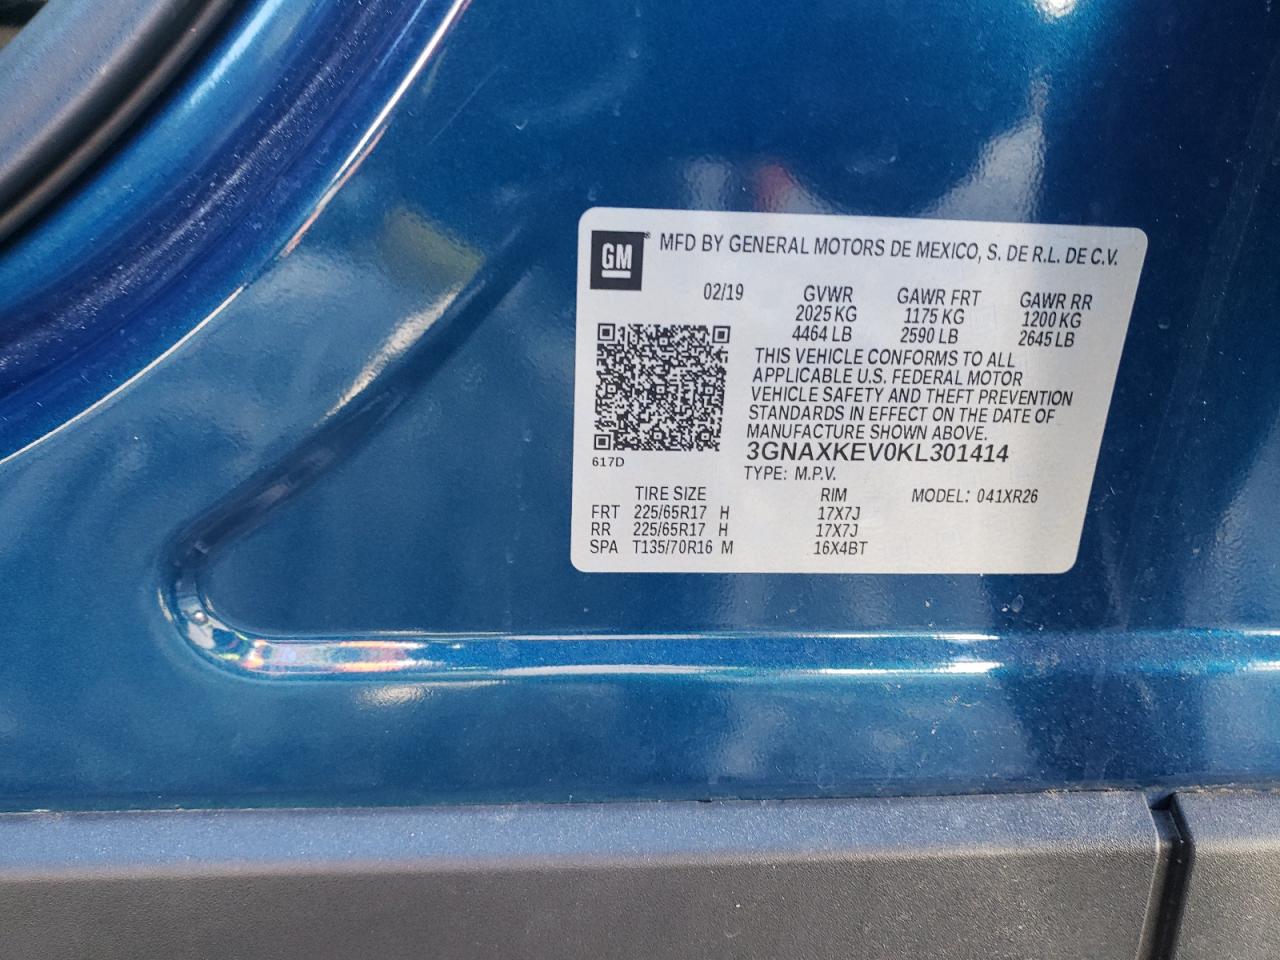 GM® MFD BY GENERAL MOTORS DE MEXICO, S. DE R.L. DE C.V.
02/19 GVWR GAWR FRT GAWR RR
2025 KG 1175 KG 1200 KG
4464 LB 2590 LB 2645 LB
THIS VEHICLE CONFORMS TO ALL
APPLICABLE U.S. FEDERAL MOTOR
VEHICLE SAFETY AND THEFT PREVENTION
STANDARDS IN EFFECT ON THE DATE OF
MANUFACTURE SHOWN ABOVE.
617D 3GNAXKEV0KL301414
TYPE: M.P.V.
TIRE SIZE RIM MODEL: 041XR26
FRT 225/65R17 H 17X7J
RR 225/65R17 H 17X7J
SPA T135/70R16 M 16X4BT